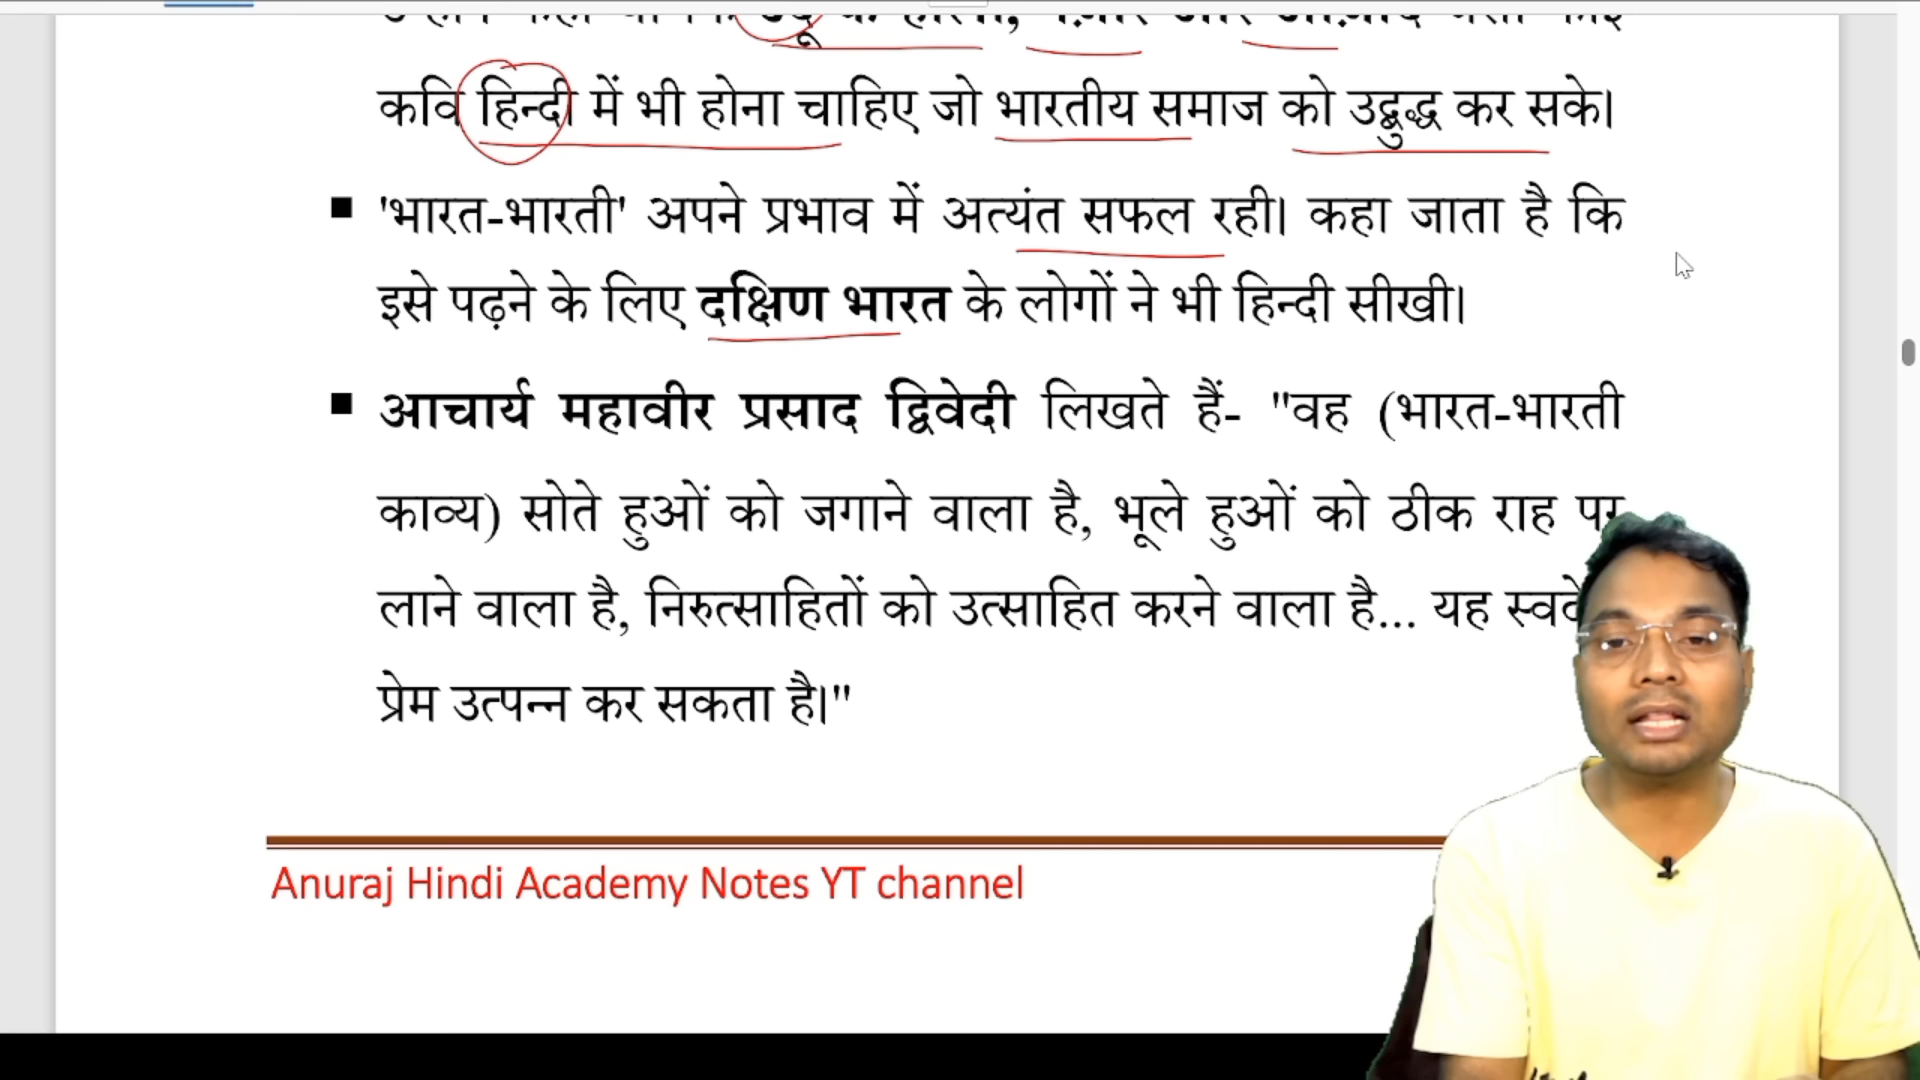 कवि हिन्दी में भी होना चाहिए जो भारतीय समाज को उद्बुद्ध कर सके।
▪ 'भारत-भारती' अपने प्रभाव में अत्यंत सफल रही। कहा जाता है कि
इसे पढ़ने के लिए दक्षिण भारत के लोगों ने भी हिन्दी सीखी।
▪ आचार्य महावीर प्रसाद द्विवेदी लिखते हैं- "वह (भारत-भारती
काव्य) सोते हुओं को जगाने वाला है, भूले हुओं को ठीक राह पर
लाने वाला है, निरुत्साहितों को उत्साहित करने वाला है... यह
प्रेम उत्पन्न कर सकता है।"
Anuraj Hindi Academy Notes YT channel